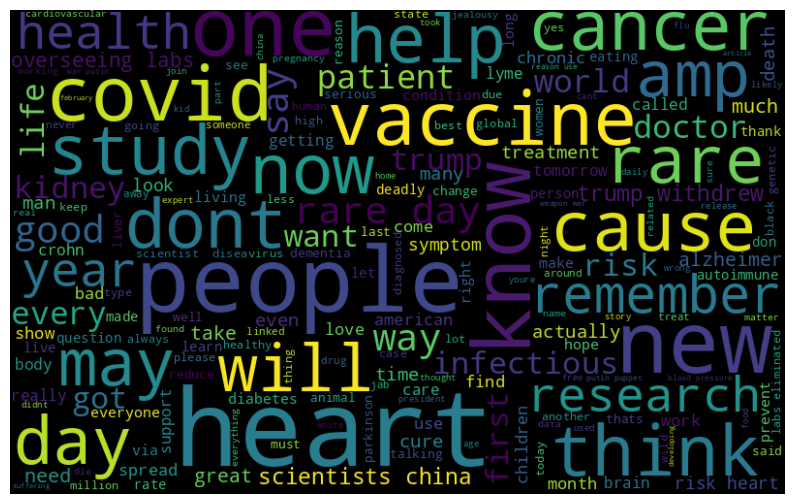 cardiovascular
health
one
help
state
jealousy
took
flu
article
cancer
yes
reason use
likely
overseeing labs
say
reason
long
china
pregnancy
working
war putin
join
see
patient
lyme
chronic
eating
death
world
amp
covid
life
february
never
going
kid
part
someone
human
serious
condition
due
high
getting
best
global
women
called
cant
much
doctor
thank
vaccine
study
now
trump
treatment
tomorrow
rare
daily
sure
kidney
look
away
home
deadly
many
change
person
trump withdrew
genetic
black
man
real
keep
living
less
expert
rare day
weapon war
related
release
good
dont
want
come
last
symptom
know
night
don
cause
crohn
liver
scientist
diseavirus
dementia
let
diagnosed
right
youre
around
make
wrong
risk
alzheimer
autoimmune
year
bad
type
people
remember
name
treat
every
made
well
found
linked
even
american
love
take
way
lot
actually
story
hope
matter
show
question
always
learn
healthy
please
thing
drug
case
jab
time
thought
care
find
infectious
new
live
body
may
will
reduce
really
got
didnt
everyone
support
diabetes
animal
president
use
cure
talking
parkinson
first
children
free putin puppet
blood pressure
another
thats
prevent
labs eliminated
research
data
used
work
wild
food
said
day
heart
via
everything
must
white
age
today
think
developing
need
spread
million
die
rate
great
scientists china
month
brain
risk heart
suffering